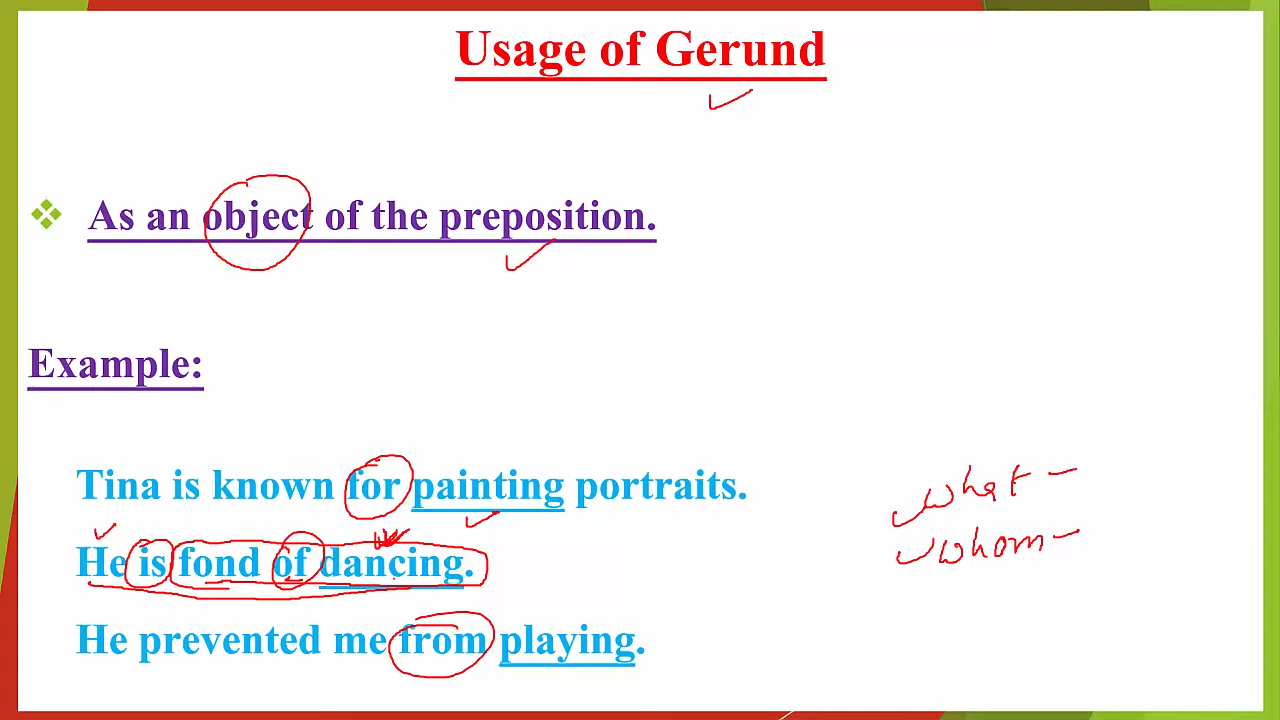 Usage of Gerund
As an object of the preposition.
Example:
Tina is known for painting portraits.
what –
He is fond of dancing.
whom –
He prevented me from playing.